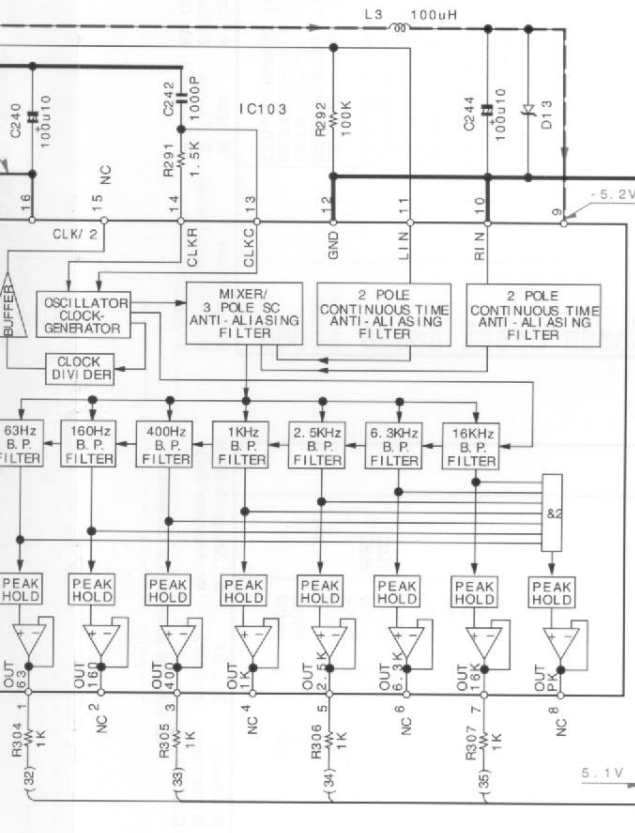 L3 100uH
C240
100u10
C242
1000P
IC103
R292
100K
C244
100u10
D13
R291
1.5K
NC
16
15
14
13
12
11
10
9
-5.2V
CLK/2
CLKR
CLKC
GND
LIN
RIN
BUFFER
OSCILLATOR
CLOCK-
GENERATOR
MIXER/
3 POLE SC
ANTI-ALIASING
FILTER
2 POLE
CONTINUOUS TIME
ANTI-ALIASING
FILTER
2 POLE
CONTINUOUS TIME
ANTI-ALIASING
FILTER
CLOCK
DIVIDER
63Hz
B.P.
FILTER
160Hz
B.P.
FILTER
400Hz
B.P.
FILTER
1KHz
B.P.
FILTER
2.5KHz
B.P.
FILTER
6.3KHz
B.P.
FILTER
16KHz
B.P.
FILTER
&2
PEAK
HOLD
PEAK
HOLD
PEAK
HOLD
PEAK
HOLD
PEAK
HOLD
PEAK
HOLD
PEAK
HOLD
PEAK
HOLD
+ -
+ -
+ -
+ -
+ -
+ -
+ -
+ -
OUT
63
OUT
160
OUT
40
OUT
1K
OUT
2.5K
OUT
6.3K
OUT
16K
OUT
PK
1
NC 2
3
NC 4
5
NC 6
7
NC 8
R304
1K
R305
1K
R306
1K
R307
1K
(32)
(33)
(34)
(35)
5.1V